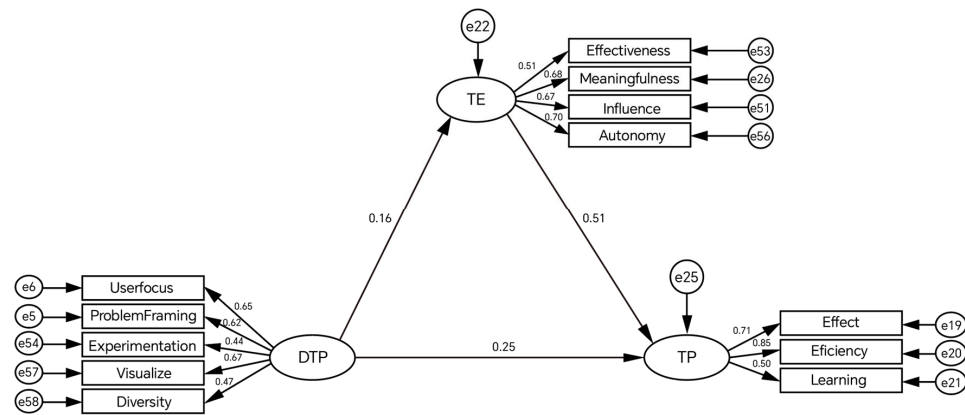 e22
Effectiveness
e53
0.51
Meaningfulness
e26
0.68
TE
Influence
e51
0.67
Autonomy
e56
0.70
0.16
0.51
e6
Userfocus
0.65
e25
e5
ProblemFraming
0.62
e54
Experimentation
0.44
e57
Visualize
0.67
e58
Diversity
0.47
DTP
0.25
TP
Effect
e19
0.71
Eficiency
e20
0.85
Learning
e21
0.50